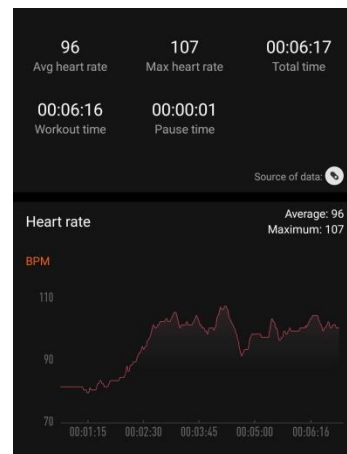 96 107 00:06:17
Avg heart rate Max heart rate Total time
00:06:16 00:00:01
Workout time Pause time
Source of data:
Heart rate
Average: 96
Maximum: 107
BPM
110
90
70
00:01:15 00:02:30 00:03:45 00:05:00 00:06:16